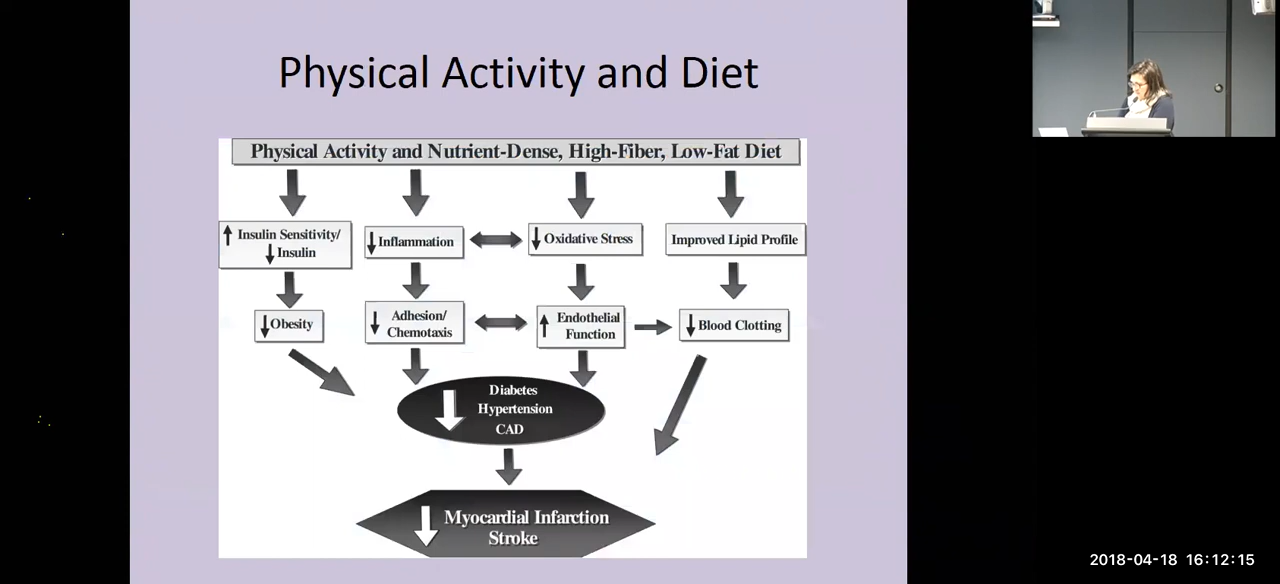 Physical Activity and Diet
Physical Activity and Nutrient-Dense, High-Fiber, Low-Fat Diet
Insulin Sensitivity/
Insulin
Inflammation
Oxidative Stress
Improved Lipid Profile
Obesity
Adhesion/
Chemotaxis
Endothelial
Function
Blood Clotting
Diabetes
Hypertension
CAD
Myocardial Infarction
Stroke
2018-04-18 16:12:15